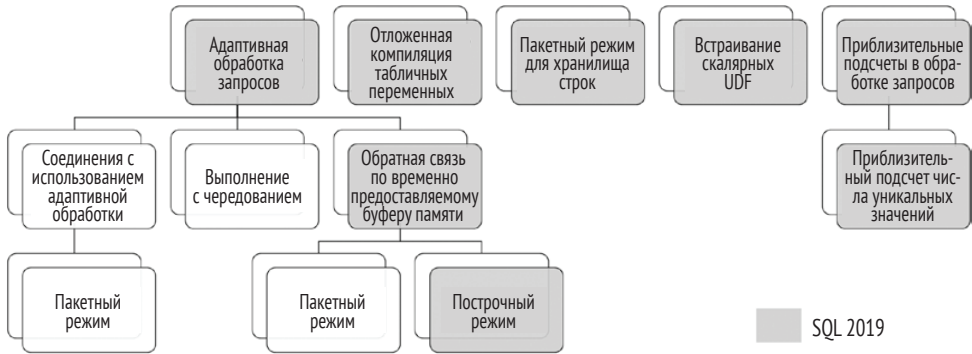 Адаптивная
обработка
запросов
Отложенная
компиляция
табличных
переменных
Пакетный режим
для хранилища
строк
Встраивание
скалярных
UDF
Приблизительные
подсчеты в обра-
ботке запросов
Соединения с
использованием
адаптивной
обработки
Выполнение
с чередованием
Обратная связь
по временно
предоставляемому
буферу памяти
Приблизитель-
ный подсчет чис-
ла уникальных
значений
Пакетный
режим
Пакетный
режим
Построчный
режим
SQL 2019